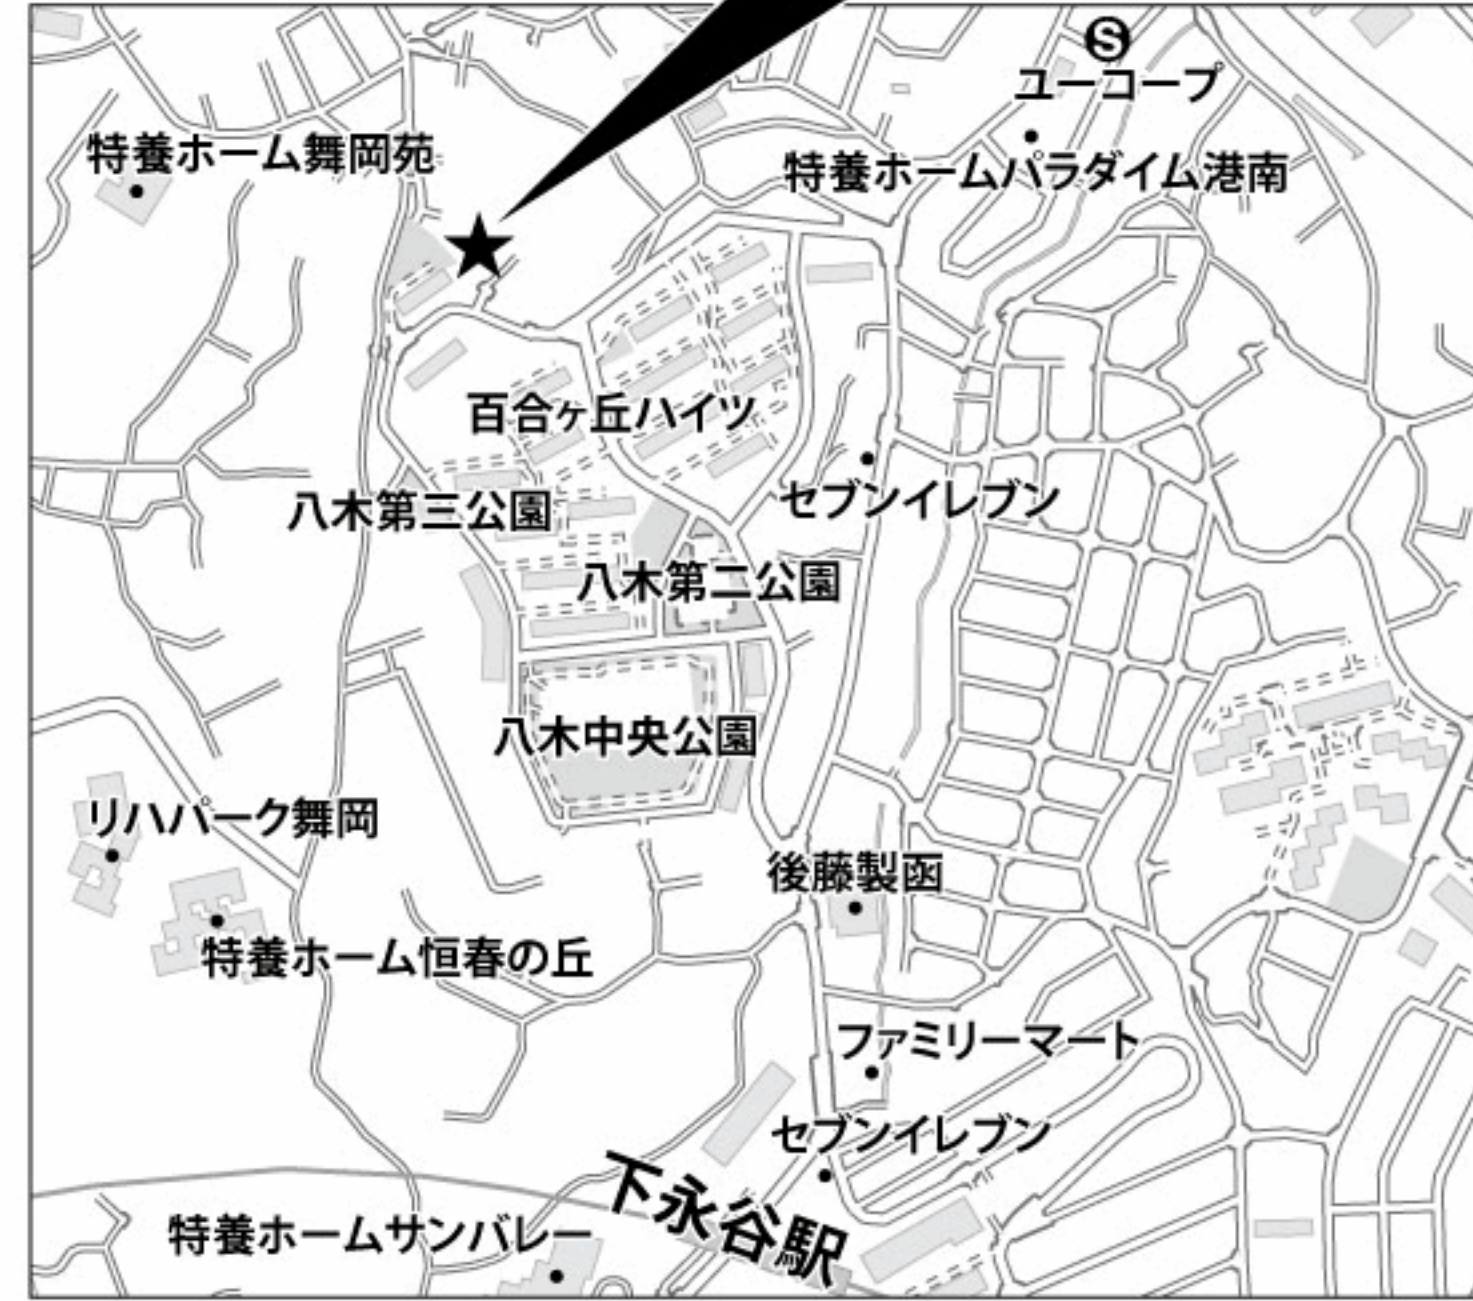 Ⓢ
ユーコープ
特養ホーム舞岡苑
特養ホームパラダイム港南
百合ヶ丘ハイツ
セブンイレブン
八木第三公園
八木第二公園
八木中央公園
リハパーク舞岡
後藤製函
特養ホーム恒春の丘
ファミリーマート
セブンイレブン
下永谷駅
特養ホームサンバレー